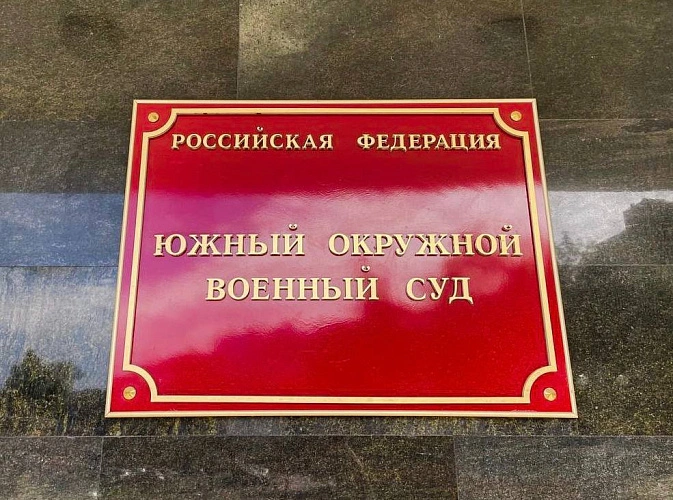 РОССИЙСКАЯ ФЕДЕРАЦИЯ
ЮЖНЫЙ ОКРУЖНОЙ
ВОЕННЫЙ СУД